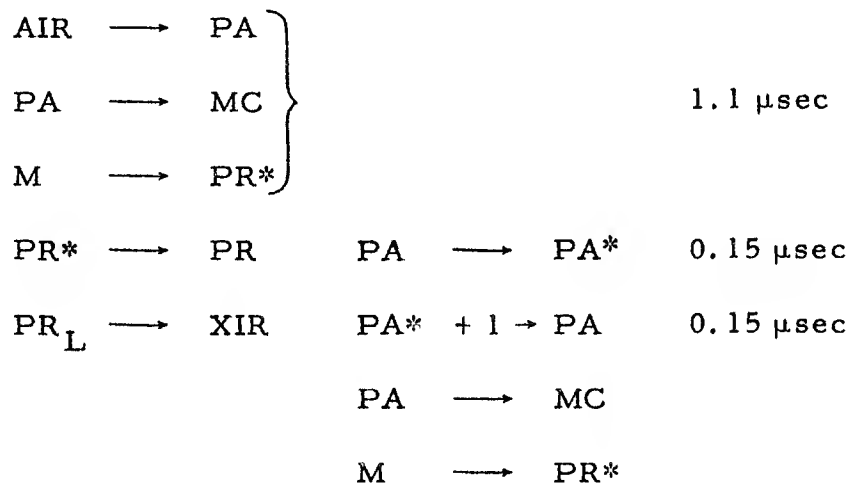 AIR ⟶ PA
PA ⟶ MC 1.1 μsec
M ⟶ PR*
PR* ⟶ PR PA ⟶ PA* 0.15 μsec
PR_L ⟶ XIR PA* + 1 → PA 0.15 μsec
PA ⟶ MC
M ⟶ PR*